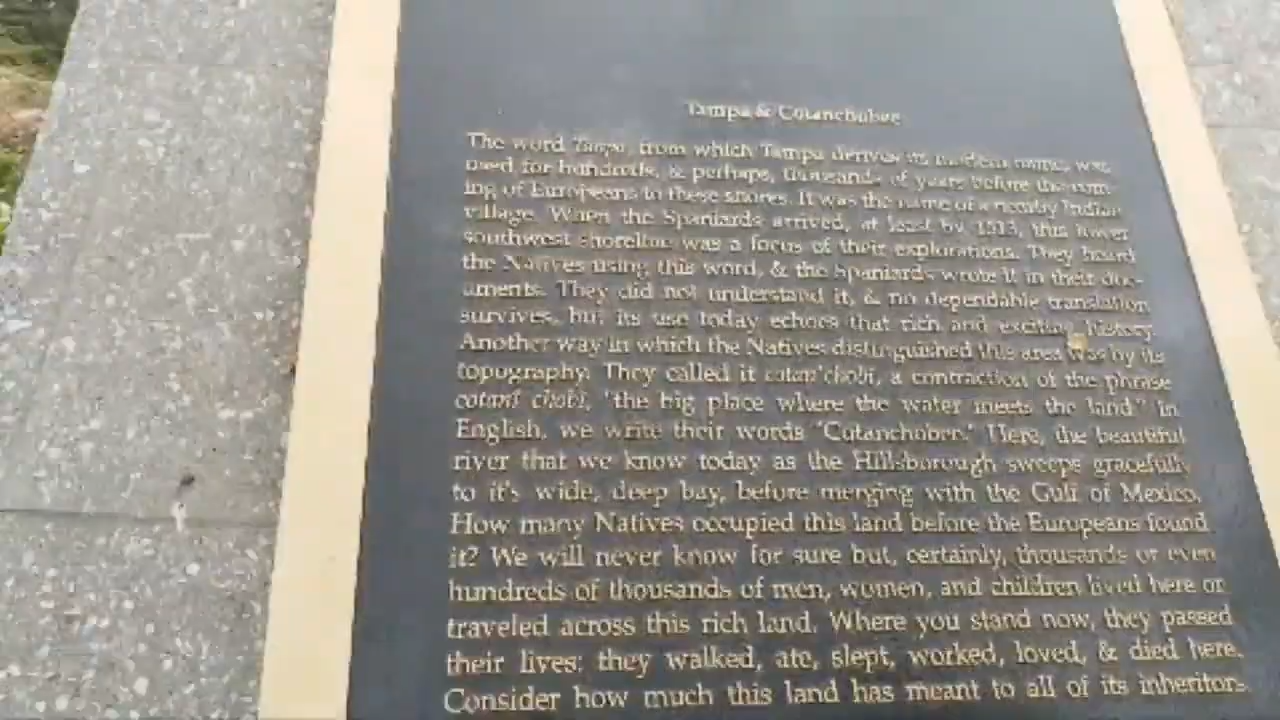 Tampa & Cotanchobee
The word Tanpa, from which Tampa derives its modern name, was
used for hundreds, & perhaps, thousands of years before the com-
ing of Europeans to these shores. It was the name of a nearby Indian
village. When the Spaniards arrived, at least by 1513, this lower
southwest shoreline was a focus of their explorations. They heard
the Natives using this word, & the Spaniards wrote it in their doc-
uments. They did not understand it, & no dependable translation
survives, but its use today echoes that rich and exciting history.
Another way in which the Natives distinguished this area was by its
topography. They called it cotan'chobi, a contraction of the phrase
cotant chobi, "the big place where the water meets the land" In
English, we write their words "Cotanchobee." Here, the beautiful
river that we know today as the Hillsborough sweeps gracefully
to it's wide, deep bay, before merging with the Gulf of Mexico.
How many Natives occupied this land before the Europeans found
it? We will never know for sure but, certainly, thousands or even
hundreds of thousands of men, women, and children lived here or
traveled across this rich land. Where you stand now, they passed
their lives: they walked, ate, slept, worked, loved, & died here.
Consider how much this land has meant to all of its inheritors.